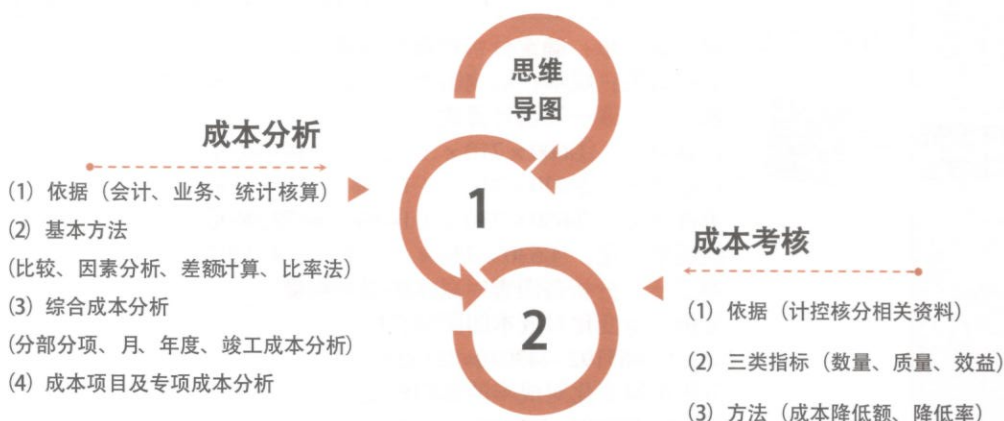 思维
导图
成本分析
(1) 依据（会计、业务、统计核算）
(2) 基本方法
(比较、因素分析、差额计算、比率法)
(3) 综合成本分析
(分部分项、月、年度、竣工成本分析)
(4) 成本项目及专项成本分析
1
成本考核
(1) 依据（计控核分相关资料）
(2) 三类指标（数量、质量、效益）
(3) 方法（成本降低额、降低率）
2